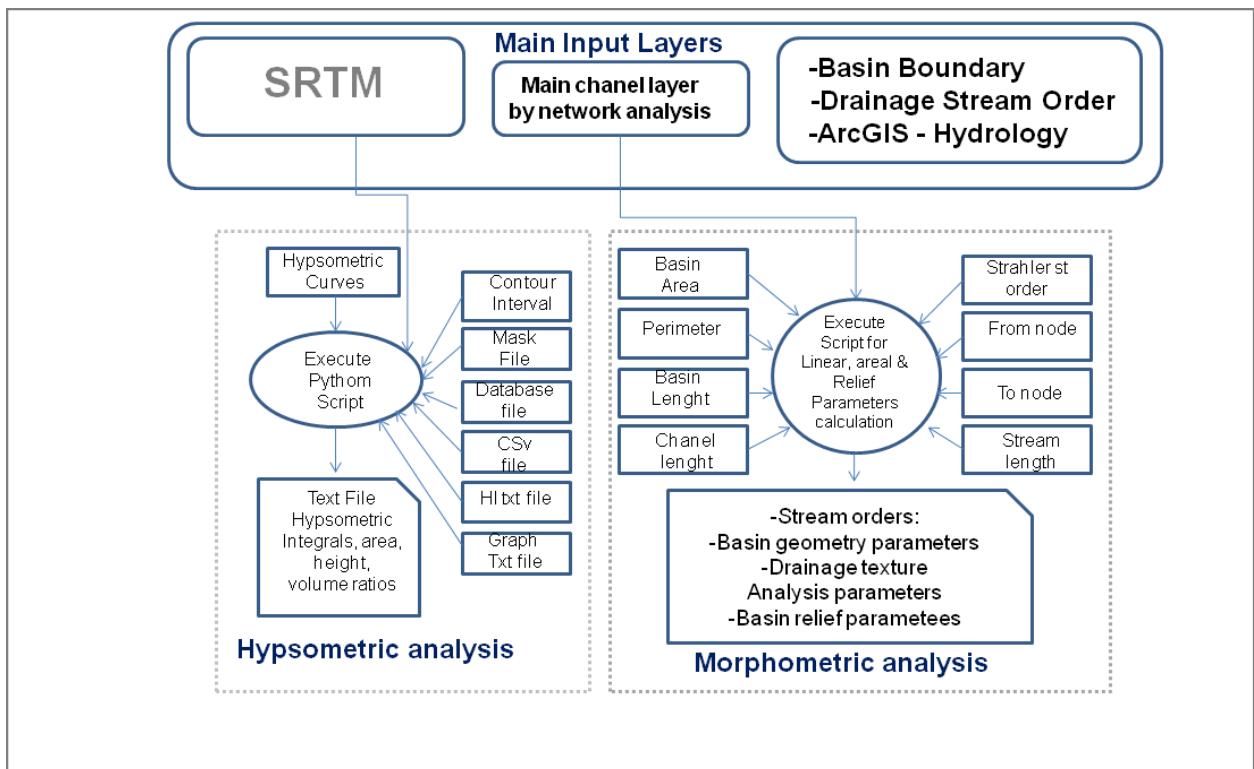 Main Input Layers
SRTM
Main chanel layer
by network analysis
-Basin Boundary
-Drainage Stream Order
-ArcGIS - Hydrology
Hypsometric
Curves
Contour
Interval
Mask
File
Database
file
CSv
file
HI txt file
Graph
Txt file
Execute
Pythom
Script
Text File
Hypsometric
Integrals, area,
height,
volume ratios
Hypsometric analysis
Basin
Area
Perimeter
Basin
Lenght
Chanel
lenght
Execute
Script for
Linear, areal &
Relief
Parameters
calculation
Strahler st
order
From node
To node
Stream
length
-Stream orders:
-Basin geometry parameters
-Drainage texture
Analysis parameters
-Basin relief parametees
Morphometric analysis